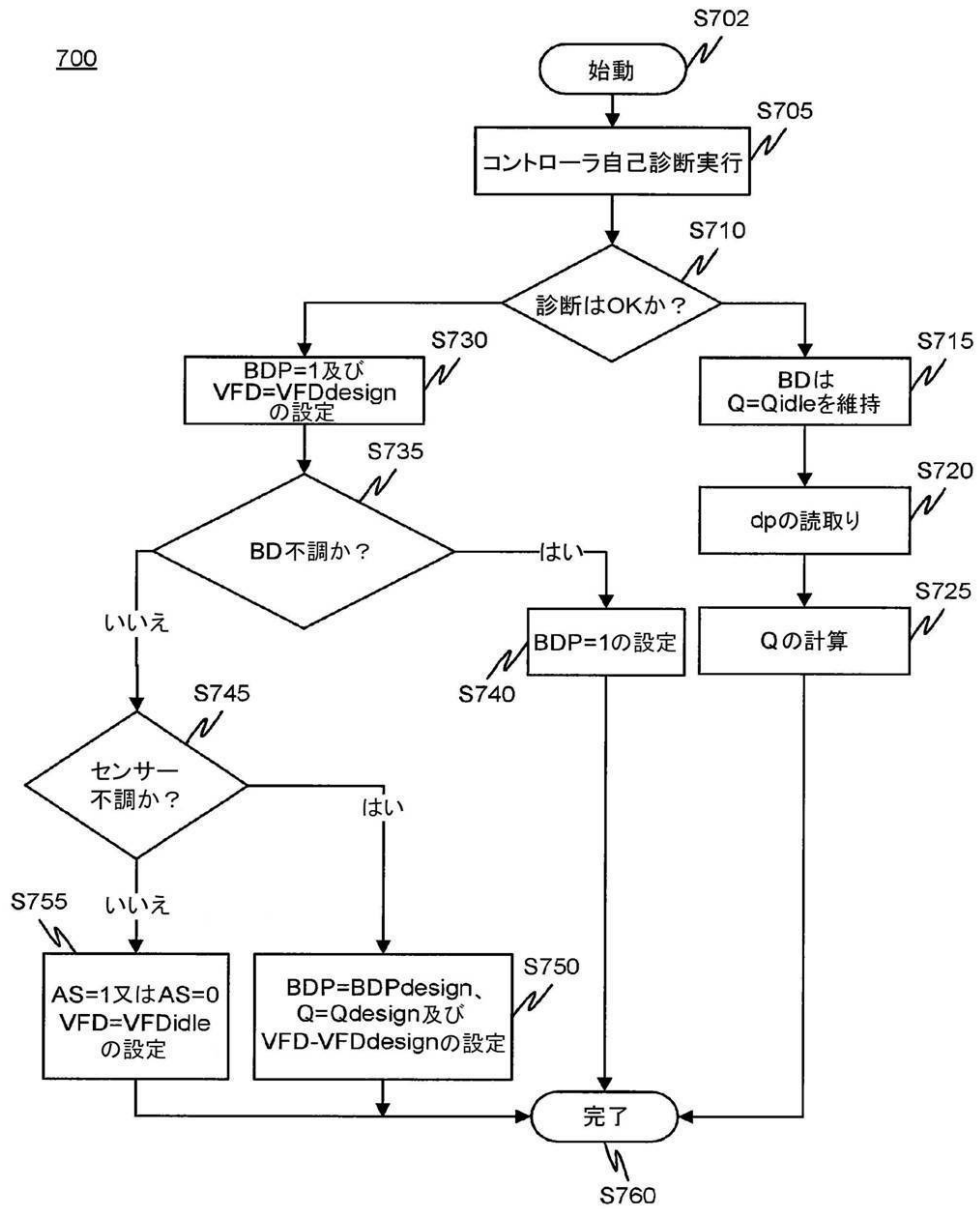 700
S702
始動
S705
コントローラ自己診断実行
S710
診断はOKか？
S730
BDP=1及び
VFD=VFDdesign
の設定
S715
BDは
Q=Qidleを維持
S735
BD不調か？
はい
いいえ
S720
dpの読取り
S725
Qの計算
BDP=1の設定
S740
S745
センサー
不調か？
はい
いいえ
S755
AS=1又はAS=0
VFD=VFDidle
の設定
S750
BDP=BDPdesign、
Q=Qdesign及び
VFD-VFDdesignの設定
完了
S760